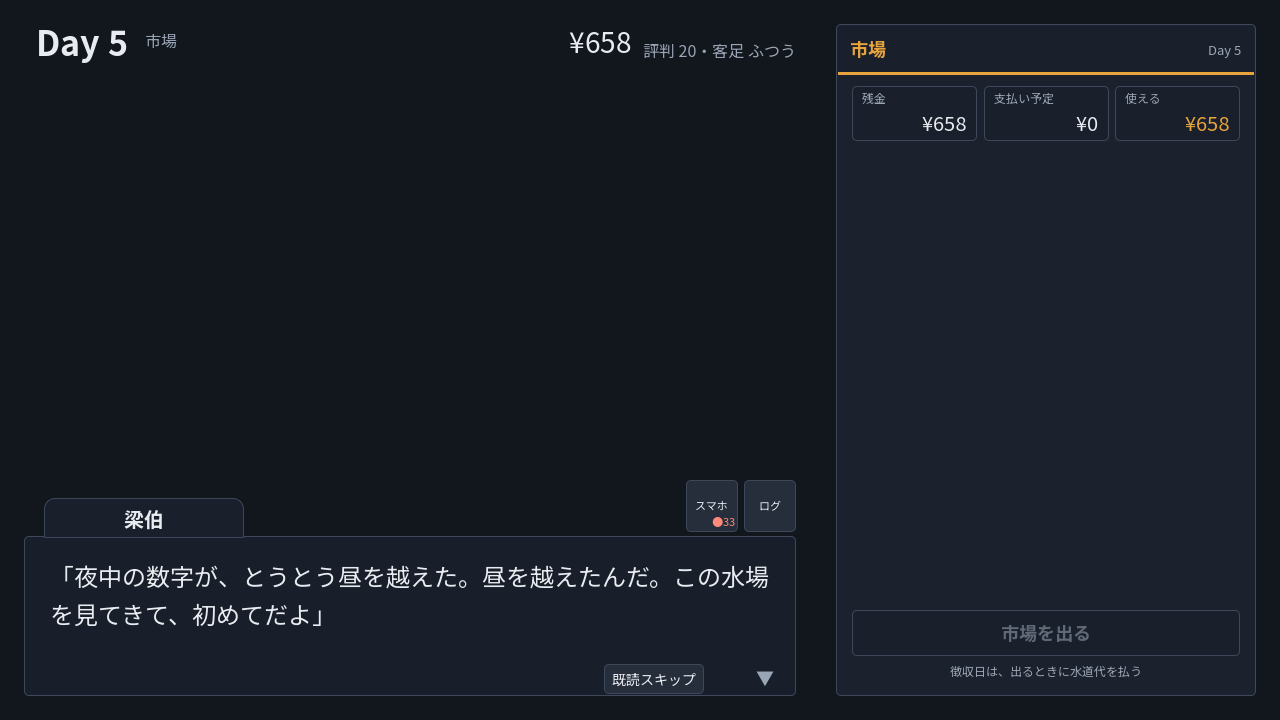 Day 5 市場
¥658 評判 20・客足 ふつう
市場
Day 5
残金
¥658
支払い予定
¥0
使える
¥658
スマホ
33
ログ
梁伯
「夜中の数字が、とうとう昼を越えた。昼を越えたんだ。この水場
を見てきて、初めてだよ」
既読スキップ
▼
市場を出る
徴収日は、出るときに水道代を払う